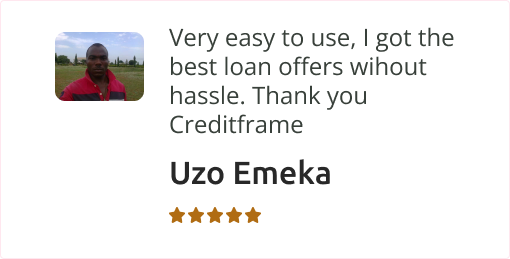 Very easy to use, I got the
best loan offers wihout
hassle. Thank you
Creditframe
Uzo Emeka